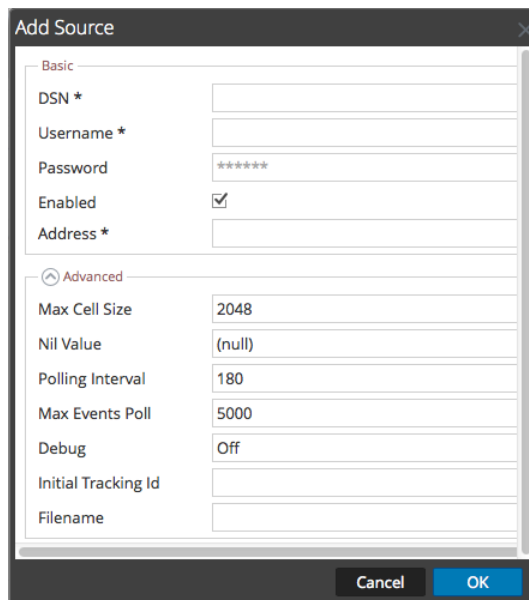 Add Source
Basic
DSN *
Username *
Password ******
Enabled
Address *
Advanced
Max Cell Size 2048
Nil Value (null)
Polling Interval 180
Max Events Poll 5000
Debug Off
Initial Tracking Id
Filename
Cancel OK